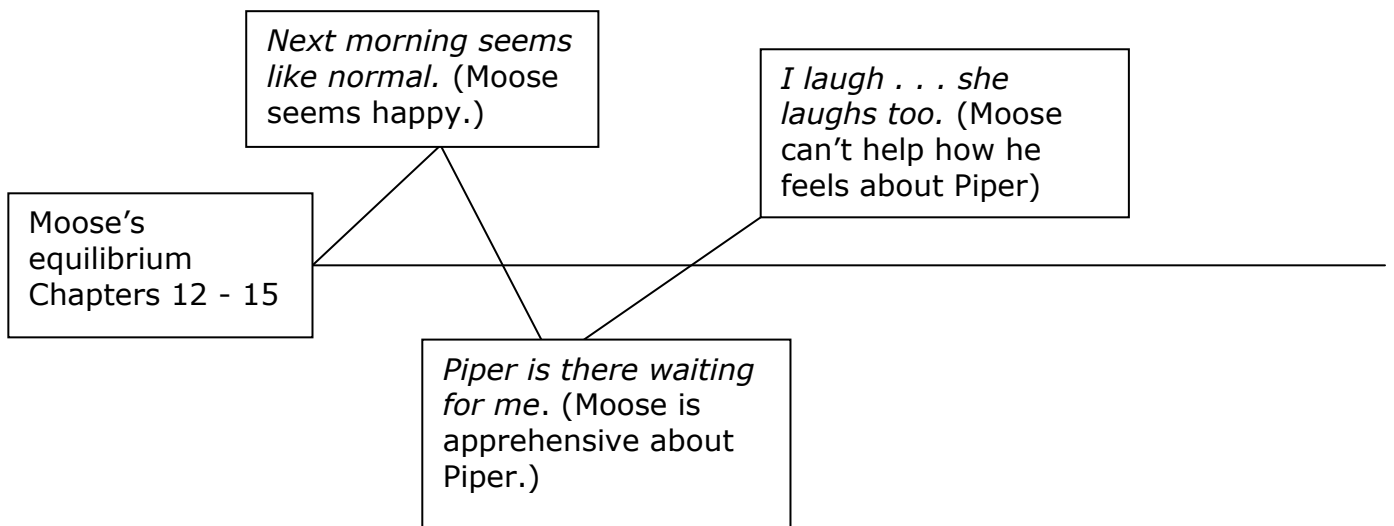 Next morning seems
like normal. (Moose
seems happy.)
I laugh . . . she
laughs too. (Moose
can’t help how he
feels about Piper)
Moose’s
equilibrium
Chapters 12 - 15
Piper is there waiting
for me. (Moose is
apprehensive about
Piper.)